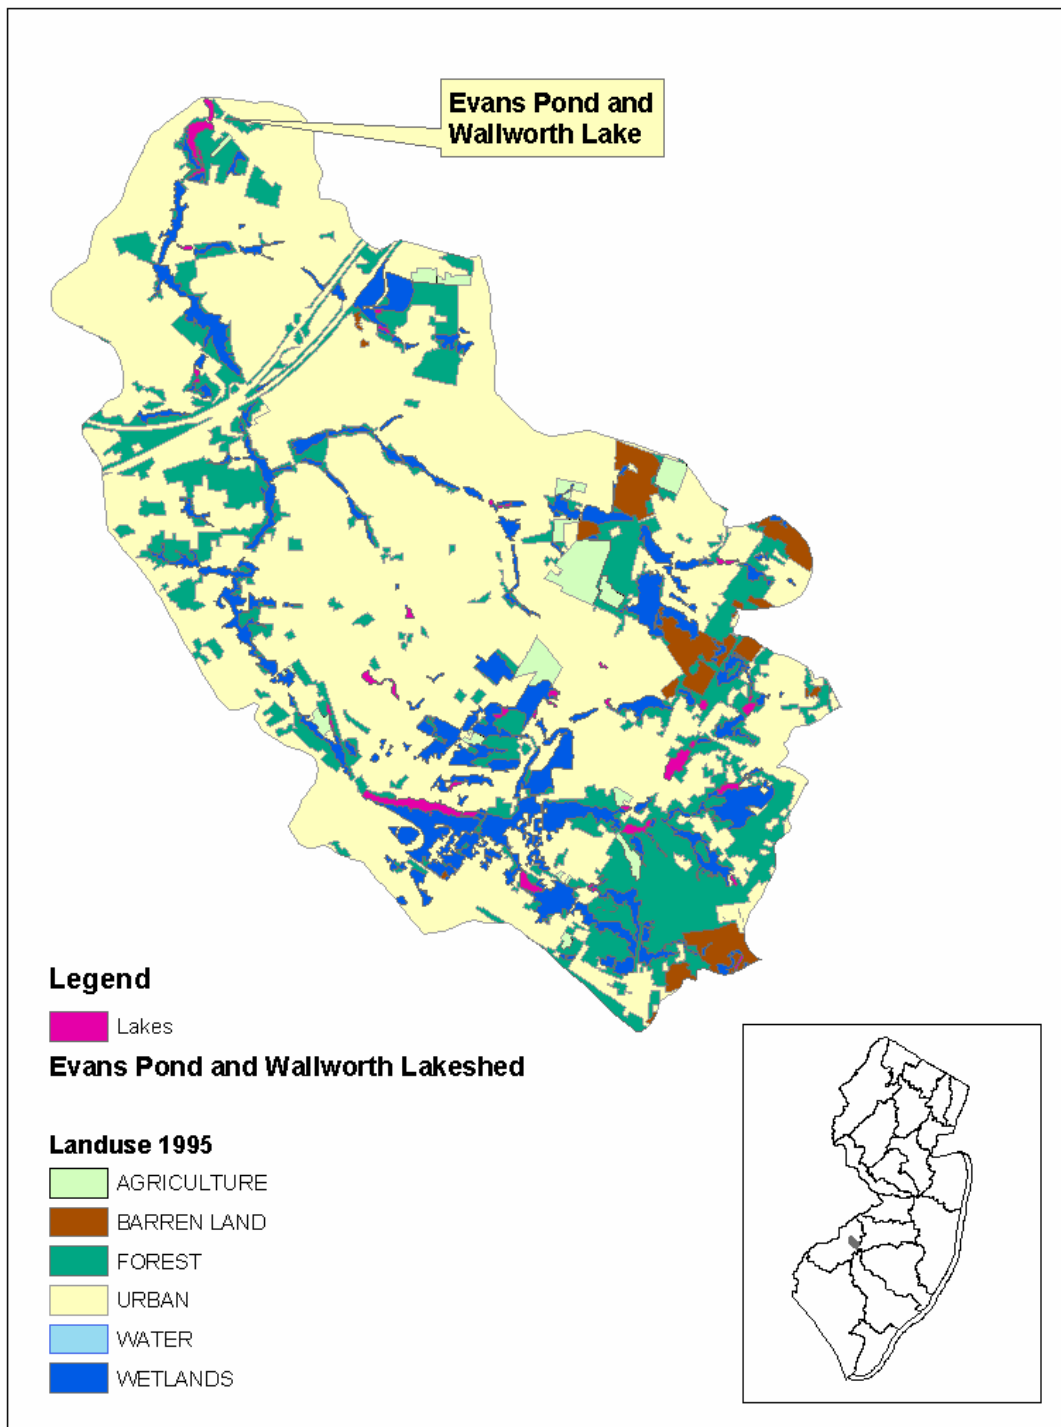 Evans Pond and
Wallworth Lake
Legend
Lakes
Evans Pond and Wallworth Lakeshed
Landuse 1995
AGRICULTURE
BARREN LAND
FOREST
URBAN
WATER
WETLANDS